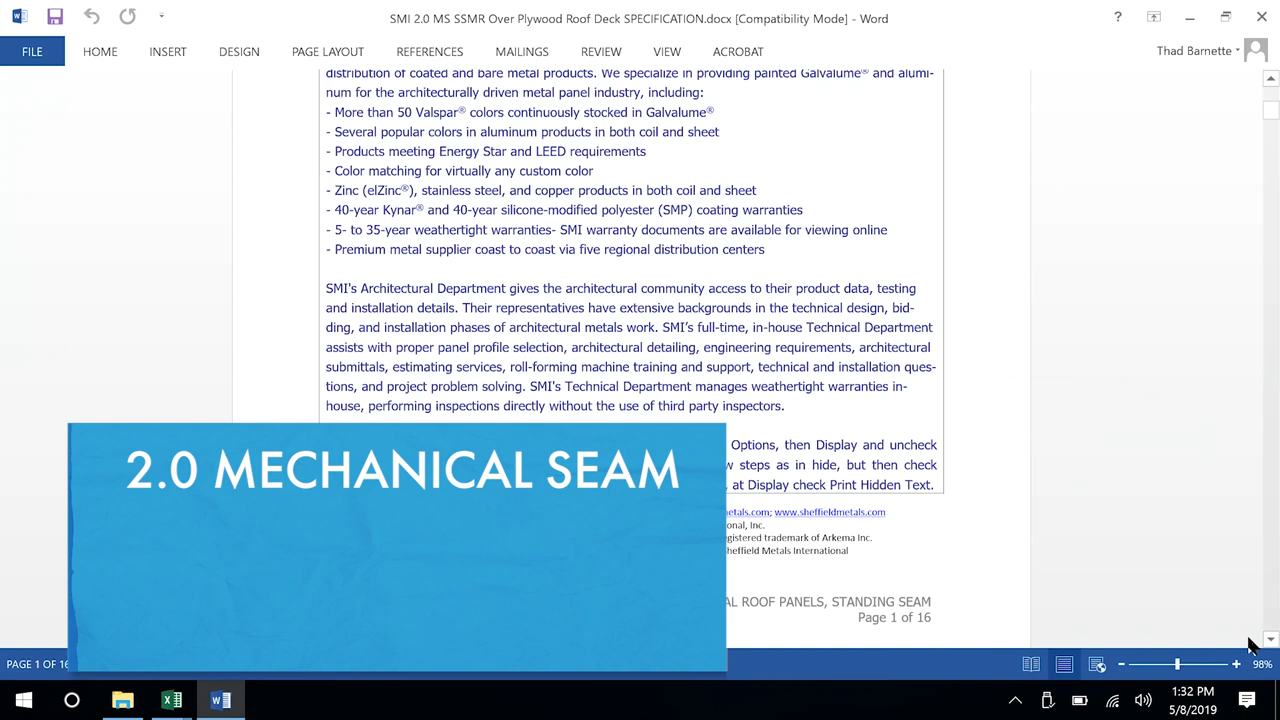 SMI 2.0 MS SSMR Over Plywood Roof Deck SPECIFICATION.docx [Compatibility Mode] - Word
FILE HOME INSERT DESIGN PAGE LAYOUT REFERENCES MAILINGS REVIEW VIEW ACROBAT Thad Barnette
distribution of coated and bare metal products. We specialize in providing painted Galvalume® and alumi-
num for the architecturally driven metal panel industry, including:
- More than 50 Valspar® colors continuously stocked in Galvalume®
- Several popular colors in aluminum products in both coil and sheet
- Products meeting Energy Star and LEED requirements
- Color matching for virtually any custom color
- Zinc (elZinc®), stainless steel, and copper products in both coil and sheet
- 40-year Kynar® and 40-year silicone-modified polyester (SMP) coating warranties
- 5- to 35-year weathertight warranties- SMI warranty documents are available for viewing online
- Premium metal supplier coast to coast via five regional distribution centers
SMI's Architectural Department gives the architectural community access to their product data, testing
and installation details. Their representatives have extensive backgrounds in the technical design, bid-
ding, and installation phases of architectural metals work. SMI’s full-time, in-house Technical Department
assists with proper panel profile selection, architectural detailing, engineering requirements, architectural
submittals, estimating services, roll-forming machine training and support, technical and installation ques-
tions, and project problem solving. SMI's Technical Department manages weathertight warranties in-
house, performing inspections directly without the use of third party inspectors.
Options, then Display and uncheck
w steps as in hide, but then check
, at Display check Print Hidden Text.
2.0 MECHANICAL SEAM
etals.com; www.sheffieldmetals.com
onal, Inc.
egistered trademark of Arkema Inc.
heffield Metals International
AL ROOF PANELS, STANDING SEAM
Page 1 of 16
PAGE 1 OF 16
98%
1:32 PM
5/8/2019